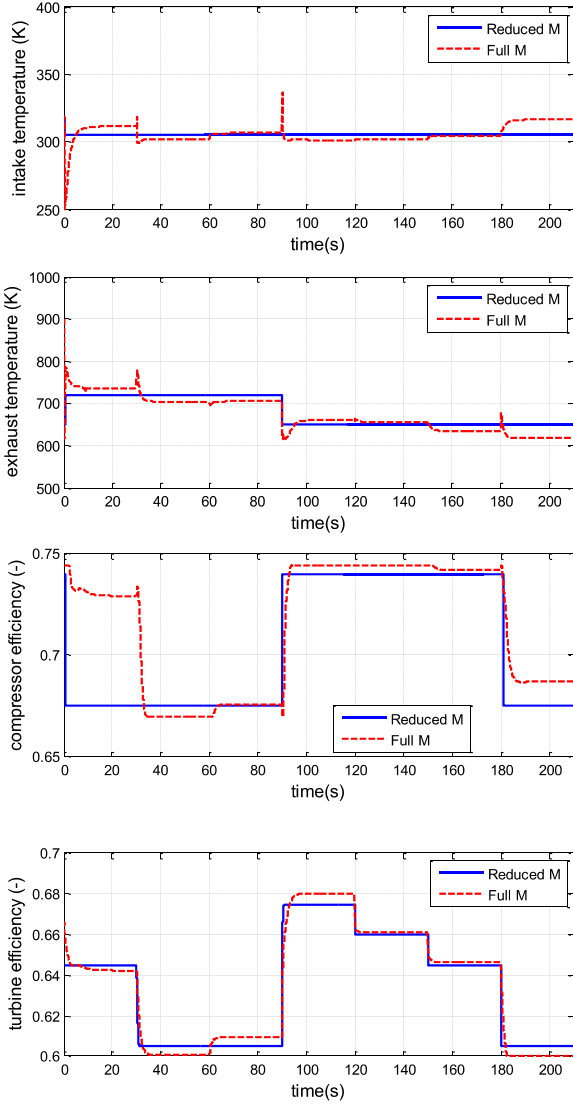 400
350
300
250
intake temperature (K)
Reduced M
Full M
0 20 40 60 80 100 120 140 160 180 200
time(s)
1000
900
800
700
600
500
exhaust temperature (K)
Reduced M
Full M
0 20 40 60 80 100 120 140 160 180 200
time(s)
0.75
0.7
0.65
compressor efficiency (-)
Reduced M
Full M
0 20 40 60 80 100 120 140 160 180 200
time(s)
0.7
0.68
0.66
0.64
0.62
0.6
turbine efficiency (-)
Reduced M
Full M
0 20 40 60 80 100 120 140 160 180 200
time(s)